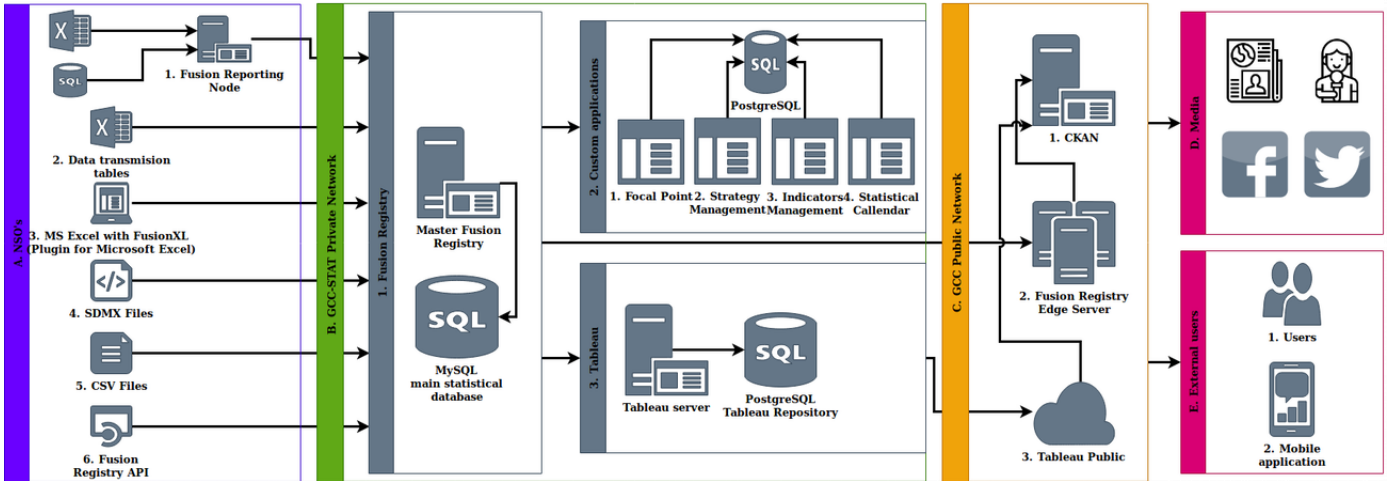 A. NSO's
SQL
1. Fusion Reporting
Node
2. Data transmision
tables
3. MS Excel with FusionXL
(Plugin for Microsoft Excel)
4. SDMX Files
5. CSV Files
6. Fusion
Registry API
B. GCC-STAT Private Network
1. Fusion Registry
Master Fusion
Registry
SQL
MySQL
main statistical
database
2. Custom applications
SQL
PostgreSQL
1. Focal Point
2. Strategy
Management
3. Indicators
Management
4. Statistical
Callendar
3. Tableau
Tableau server
SQL
PostgreSQL
Tableau Repository
C. GCC Public Network
1. CKAN
2. Fusion Registry
Edge Server
3. Tableau Public
D. Media
E. External users
1. Users
2. Mobile
application